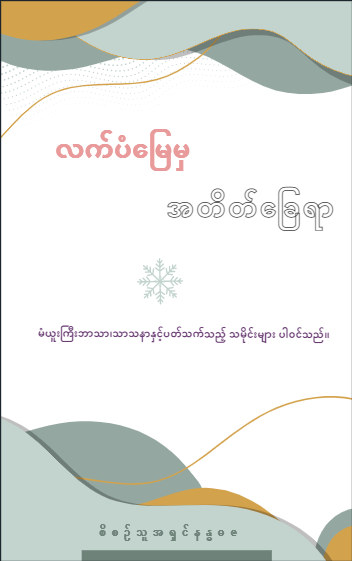 လက်ပံမြေမှ
အတိတ်ခြေရာ
မံယူးကြီးဘာသာ၊သာသနာနှင့်ပတ်သက်သည့် သမိုင်းများ ပါဝင်သည်။
စီစဉ်သူအရှင်နန္ဒဓဇ